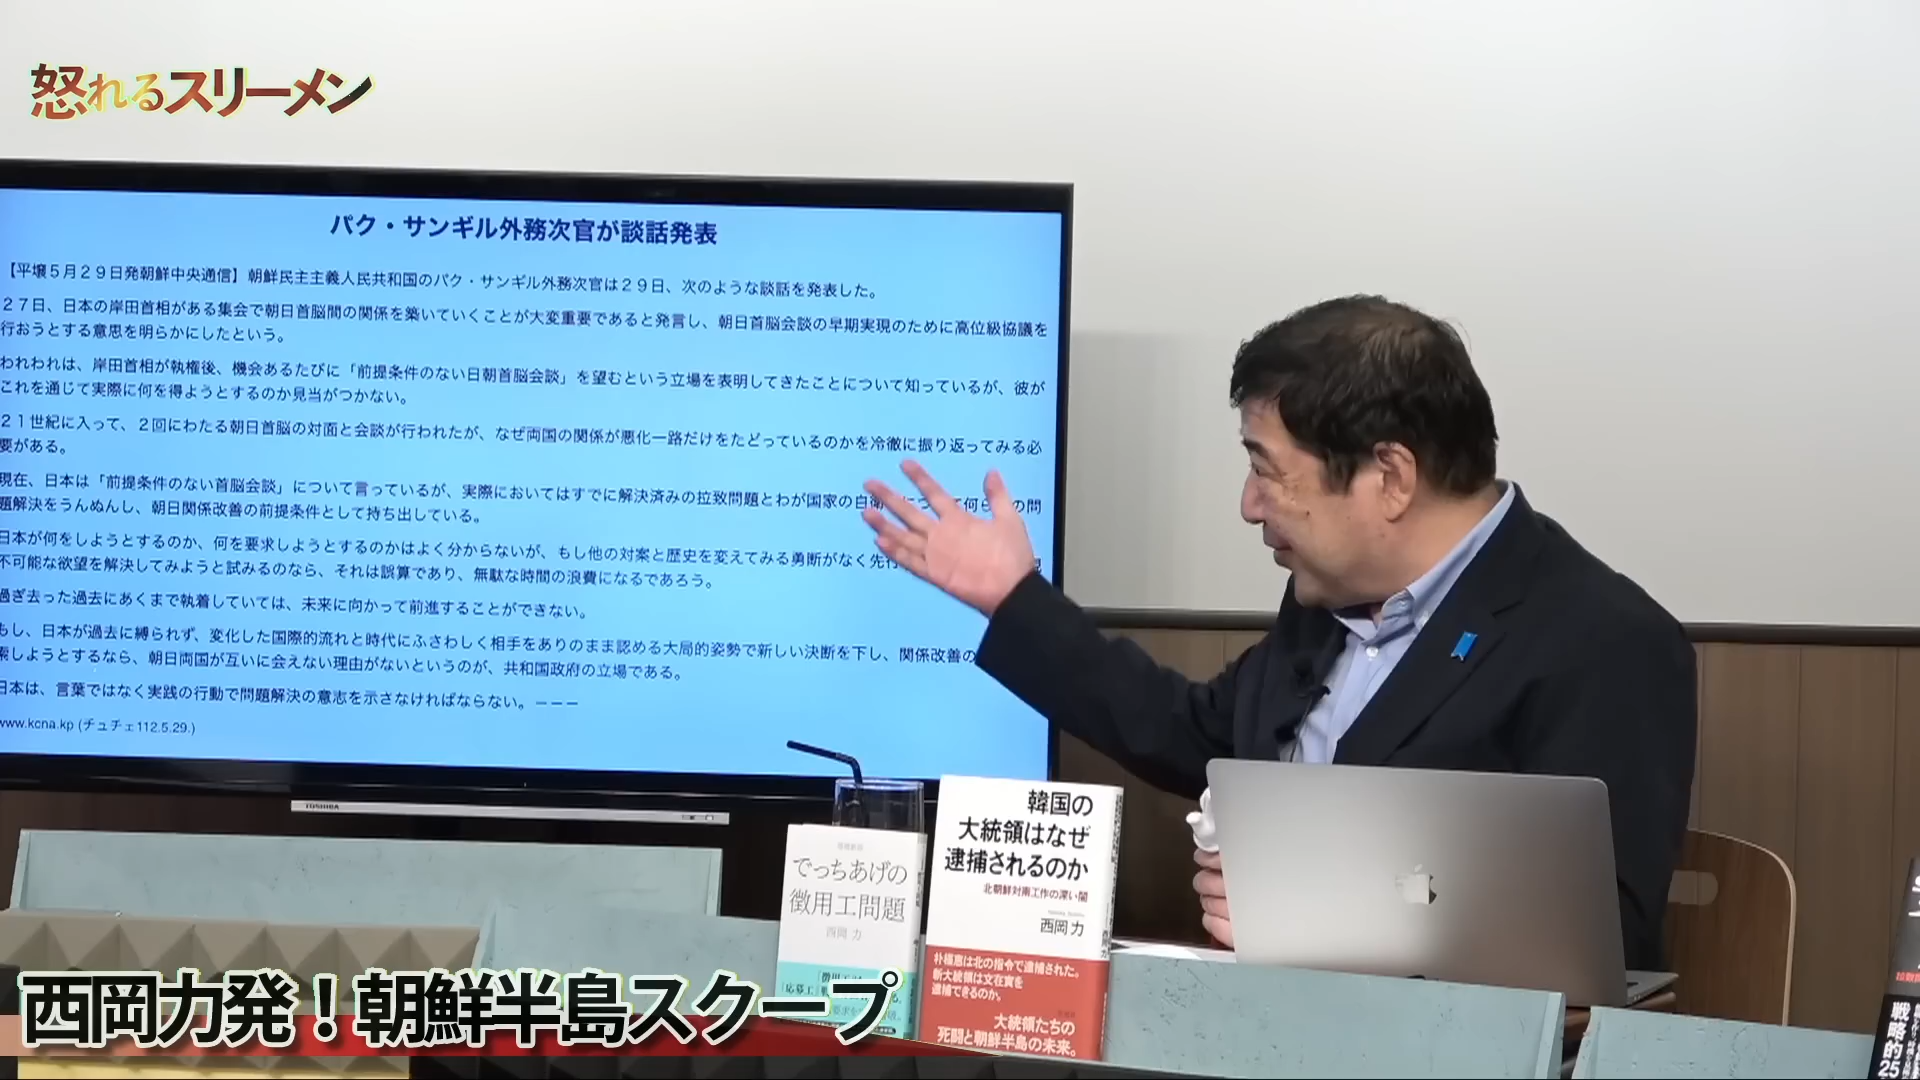 怒れるスリーメン
パク・サンギル外務次官が談話発表
【平壌5月29日発朝鮮中央通信】朝鮮民主主義人民共和国のパク・サンギル外務次官は29日、次のような談話を発表した。
27日、日本の岸田首相がある集会で朝日首脳間の関係を築いていくことが大変重要であると発言し、朝日首脳会談の早期実現のために高位級協議を
行おうとする意思を明らかにしたという。
われわれは、岸田首相が執権後、機会あるたびに「前提条件のない日朝首脳会談」を望むという立場を表明してきたことについて知っているが、彼が
これを通じて実際に何を得ようとするのか見当がつかない。
21世紀に入って、2回にわたる朝日首脳の対面と会談が行われたが、なぜ両国の関係が悪化一路だけをたどっているのかを冷徹に振り返ってみる必
要がある。
現在、日本は「前提条件のない首脳会談」について言っているが、実際においてはすでに解決済みの拉致問題とわが国家の自衛 の問
題解決をうんぬんし、朝日関係改善の前提条件として持ち出している。
日本が何をしようとするのか、何を要求しようとするのかはよく分からないが、もし他の対案と歴史を変えてみる勇断がなく先行
不可能な欲望を解決してみようと試みるのなら、それは誤算であり、無駄な時間の浪費になるであろう。
過ぎ去った過去にあくまで執着していては、未来に向かって前進することができない。
もし、日本が過去に縛られず、変化した国際的流れと時代にふさわしく相手をありのまま認める大局的姿勢で新しい決断を下し、関係改善の
索しようとするなら、朝日両国が互いに会えない理由がないというのが、共和国政府の立場である。
日本は、言葉ではなく実践の行動で問題解決の意志を示さなければならない。ーーー
www.kcna.kp (チュチェ112.5.29.)
TOSHIBA
でっちあげの
徴用工問題
西岡 力
韓国の
大統領はなぜ
逮捕されるのか
北朝鮮対南工作の深い闇
西岡 力
朴槿恵は北の指令で逮捕された。
新大統領は文在寅を
逮捕できるのか。
大統領たちの
死闘と朝鮮半島の未来。
戦略的25
西岡力発！朝鮮半島スクープ